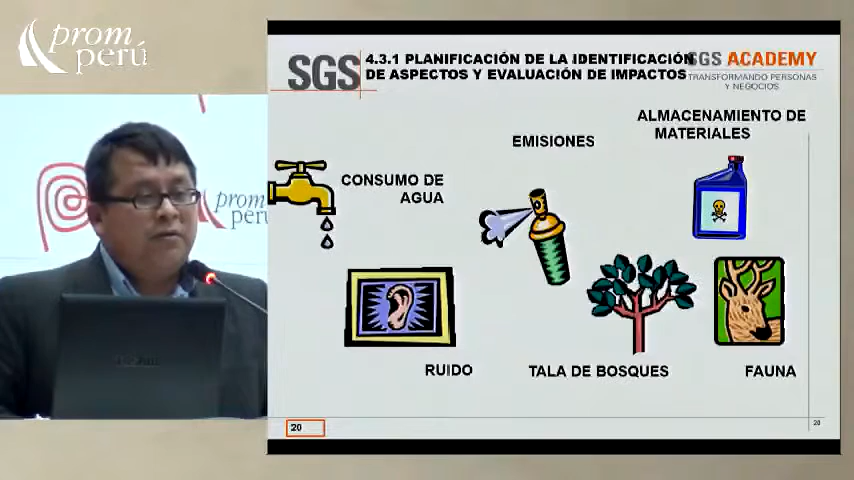 prom
perú
prom
perú
SGS
4.3.1 PLANIFICACIÓN DE LA IDENTIFICACIÓN
DE ASPECTOS Y EVALUACIÓN DE IMPACTOS
SGS ACADEMY
TRANSFORMANDO PERSONAS
Y NEGOCIOS
ALMACENAMIENTO DE
MATERIALES
EMISIONES
CONSUMO DE
AGUA
RUIDO
TALA DE BOSQUES
FAUNA
20
20